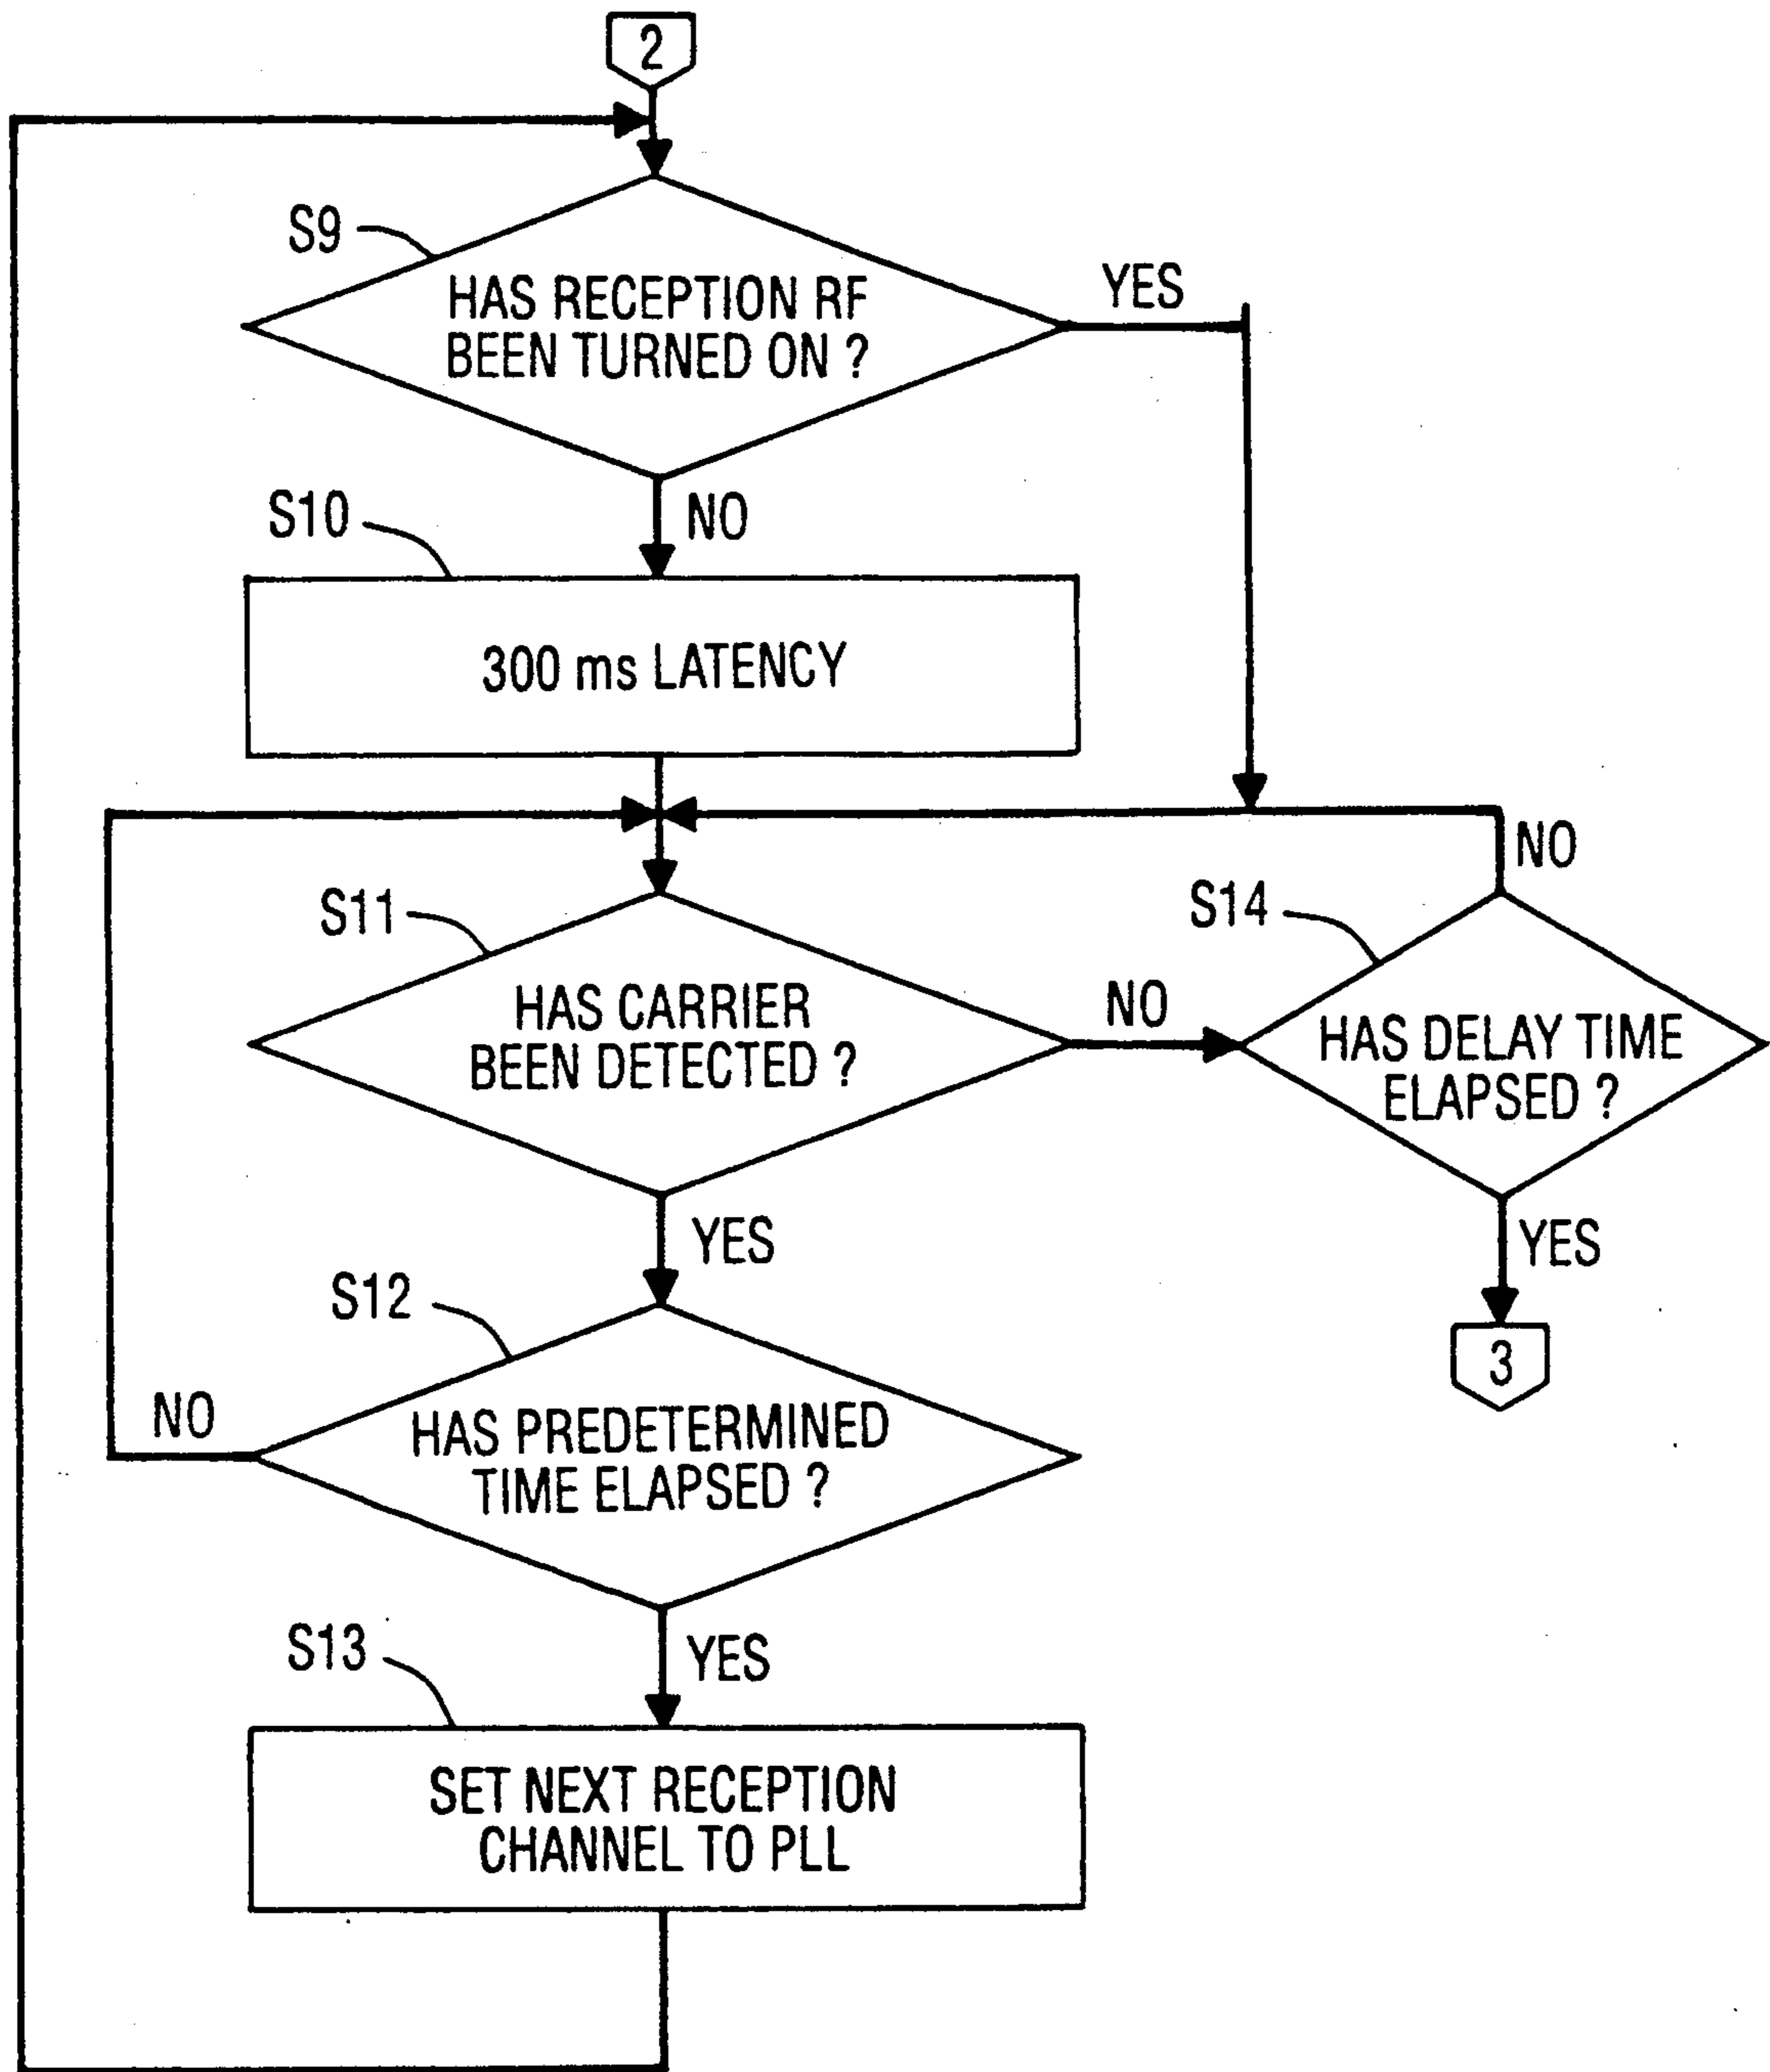 2
S9
HAS RECEPTION RF
BEEN TURNED ON ?
YES
S10
NO
300 ms LATENCY
NO
S11
S14
HAS CARRIER
BEEN DETECTED ?
NO
HAS DELAY TIME
ELAPSED ?
YES
YES
S12
3
NO
HAS PREDETERMINED
TIME ELAPSED ?
S13
YES
SET NEXT RECEPTION
CHANNEL TO PLL